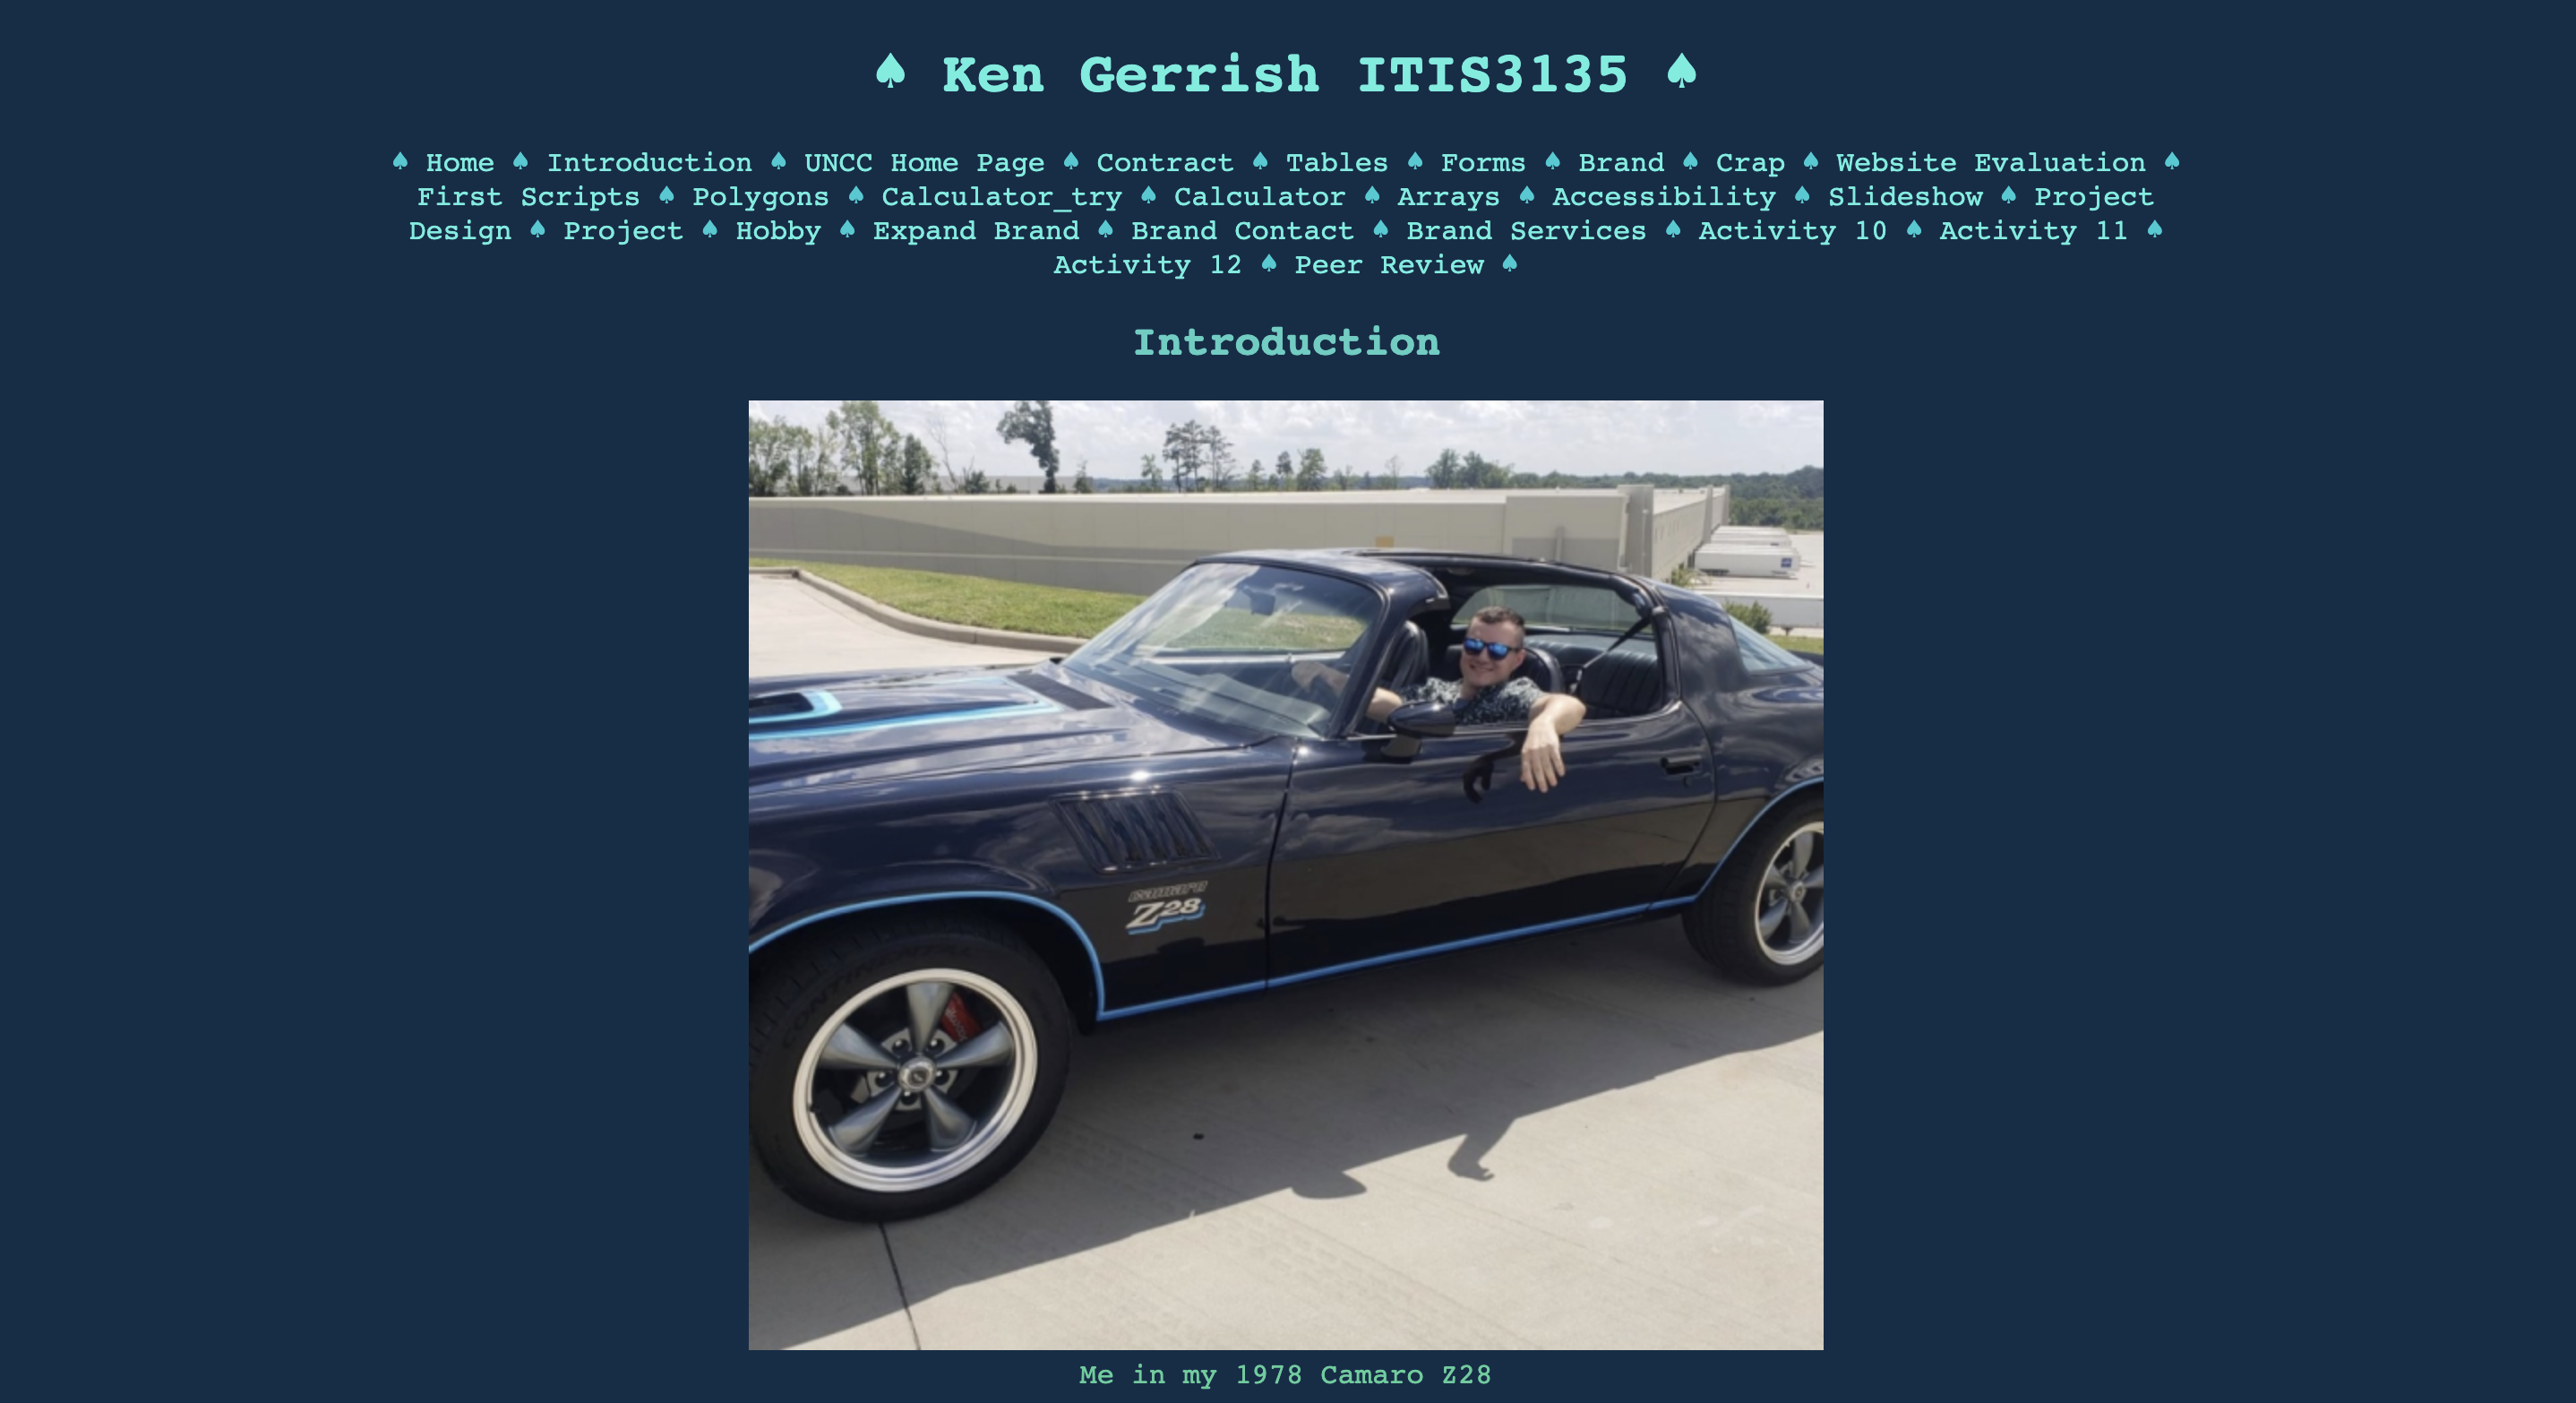 ♠ Ken Gerrish ITIS3135 ♠
♠ Home ♠ Introduction ♠ UNCC Home Page ♠ Contract ♠ Tables ♠ Forms ♠ Brand ♠ Crap ♠ Website Evaluation ♠
First Scripts ♠ Polygons ♠ Calculator_try ♠ Calculator ♠ Arrays ♠ Accessibility ♠ Slideshow ♠ Project
Design ♠ Project ♠ Hobby ♠ Expand Brand ♠ Brand Contact ♠ Brand Services ♠ Activity 10 ♠ Activity 11 ♠
Activity 12 ♠ Peer Review ♠
Introduction
camaro
Z28
Me in my 1978 Camaro Z28